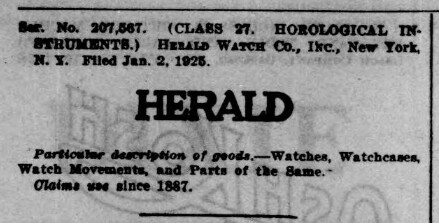 Ser. No. 207,567. (CLASS 27. HOROLOGICAL IN-
STRUMENTS.) HERALD WATCH CO., INC., New York,
N. Y. Filed Jan. 2, 1925.
HERALD
Particular description of goods.—Watches, Watchcases,
Watch Movements, and Parts of the Same.
Claims use since 1887.